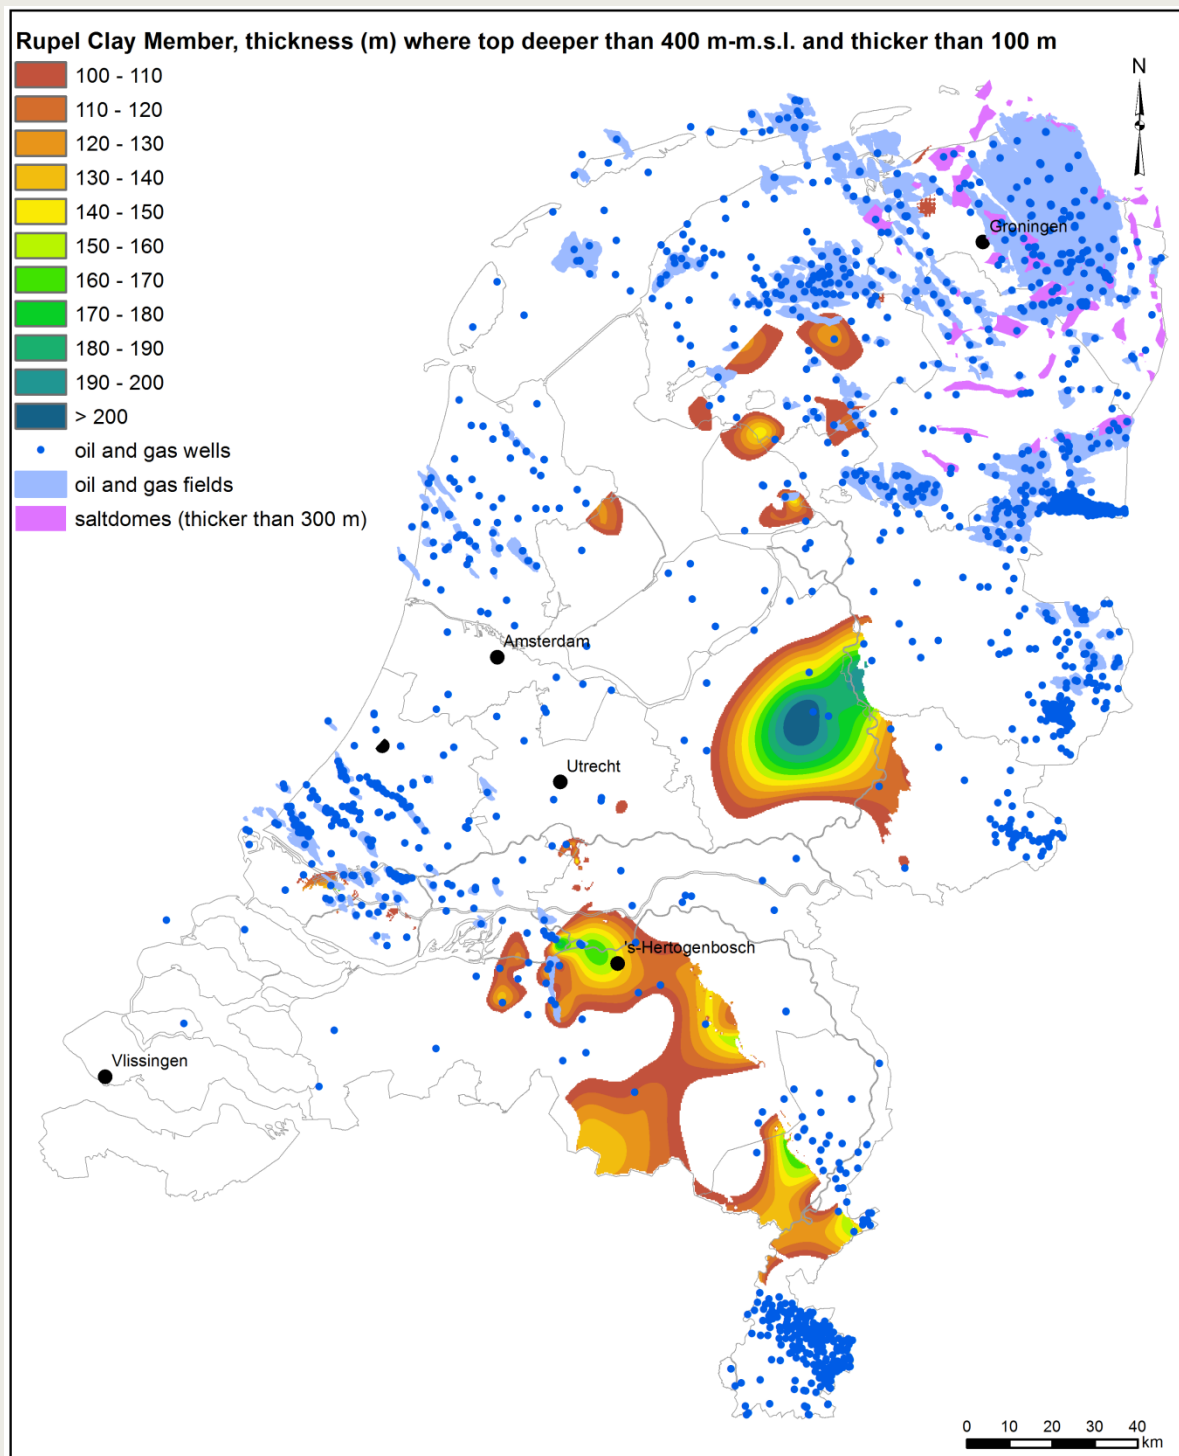 Rupel Clay Member, thickness (m) where top deeper than 400 m-m.s.l. and thicker than 100 m
100 - 110
110 - 120
120 - 130
130 - 140
140 - 150
150 - 160
160 - 170
170 - 180
180 - 190
190 - 200
> 200
oil and gas wells
oil and gas fields
saltdomes (thicker than 300 m)
N
Groningen
Amsterdam
Utrecht
's-Hertogenbosch
Vlissingen
0 10 20 30 40
km